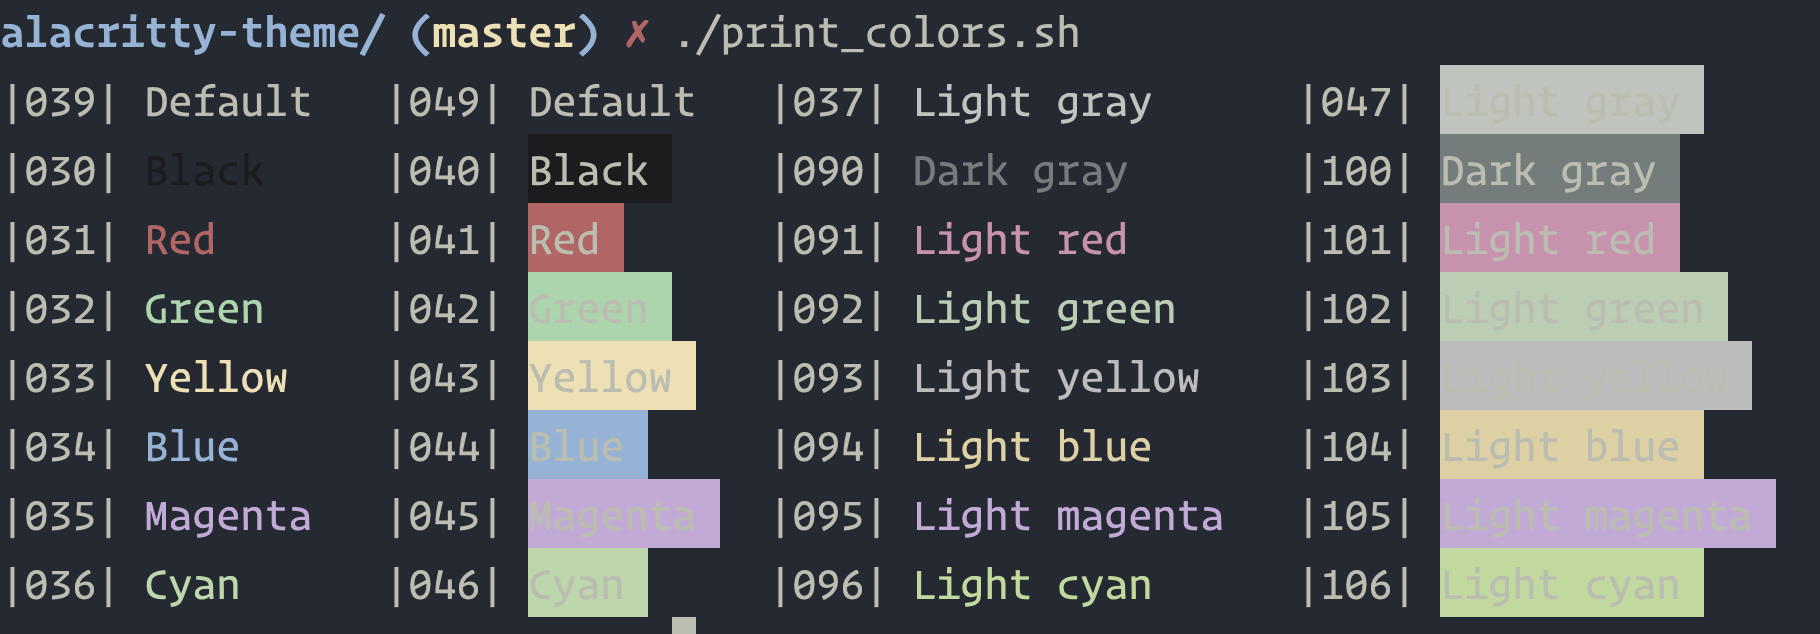 alacritty-theme/ (master) ✗ ./print_colors.sh
|039| Default |049| Default |037| Light gray |047| Light gray
|030| Black |040| Black |090| Dark gray |100| Dark gray
|031| Red |041| Red |091| Light red |101| Light red
|032| Green |042| Green |092| Light green |102| Light green
|033| Yellow |043| Yellow |093| Light yellow |103| Light yellow
|034| Blue |044| Blue |094| Light blue |104| Light blue
|035| Magenta |045| Magenta |095| Light magenta |105| Light magenta
|036| Cyan |046| Cyan |096| Light cyan |106| Light cyan